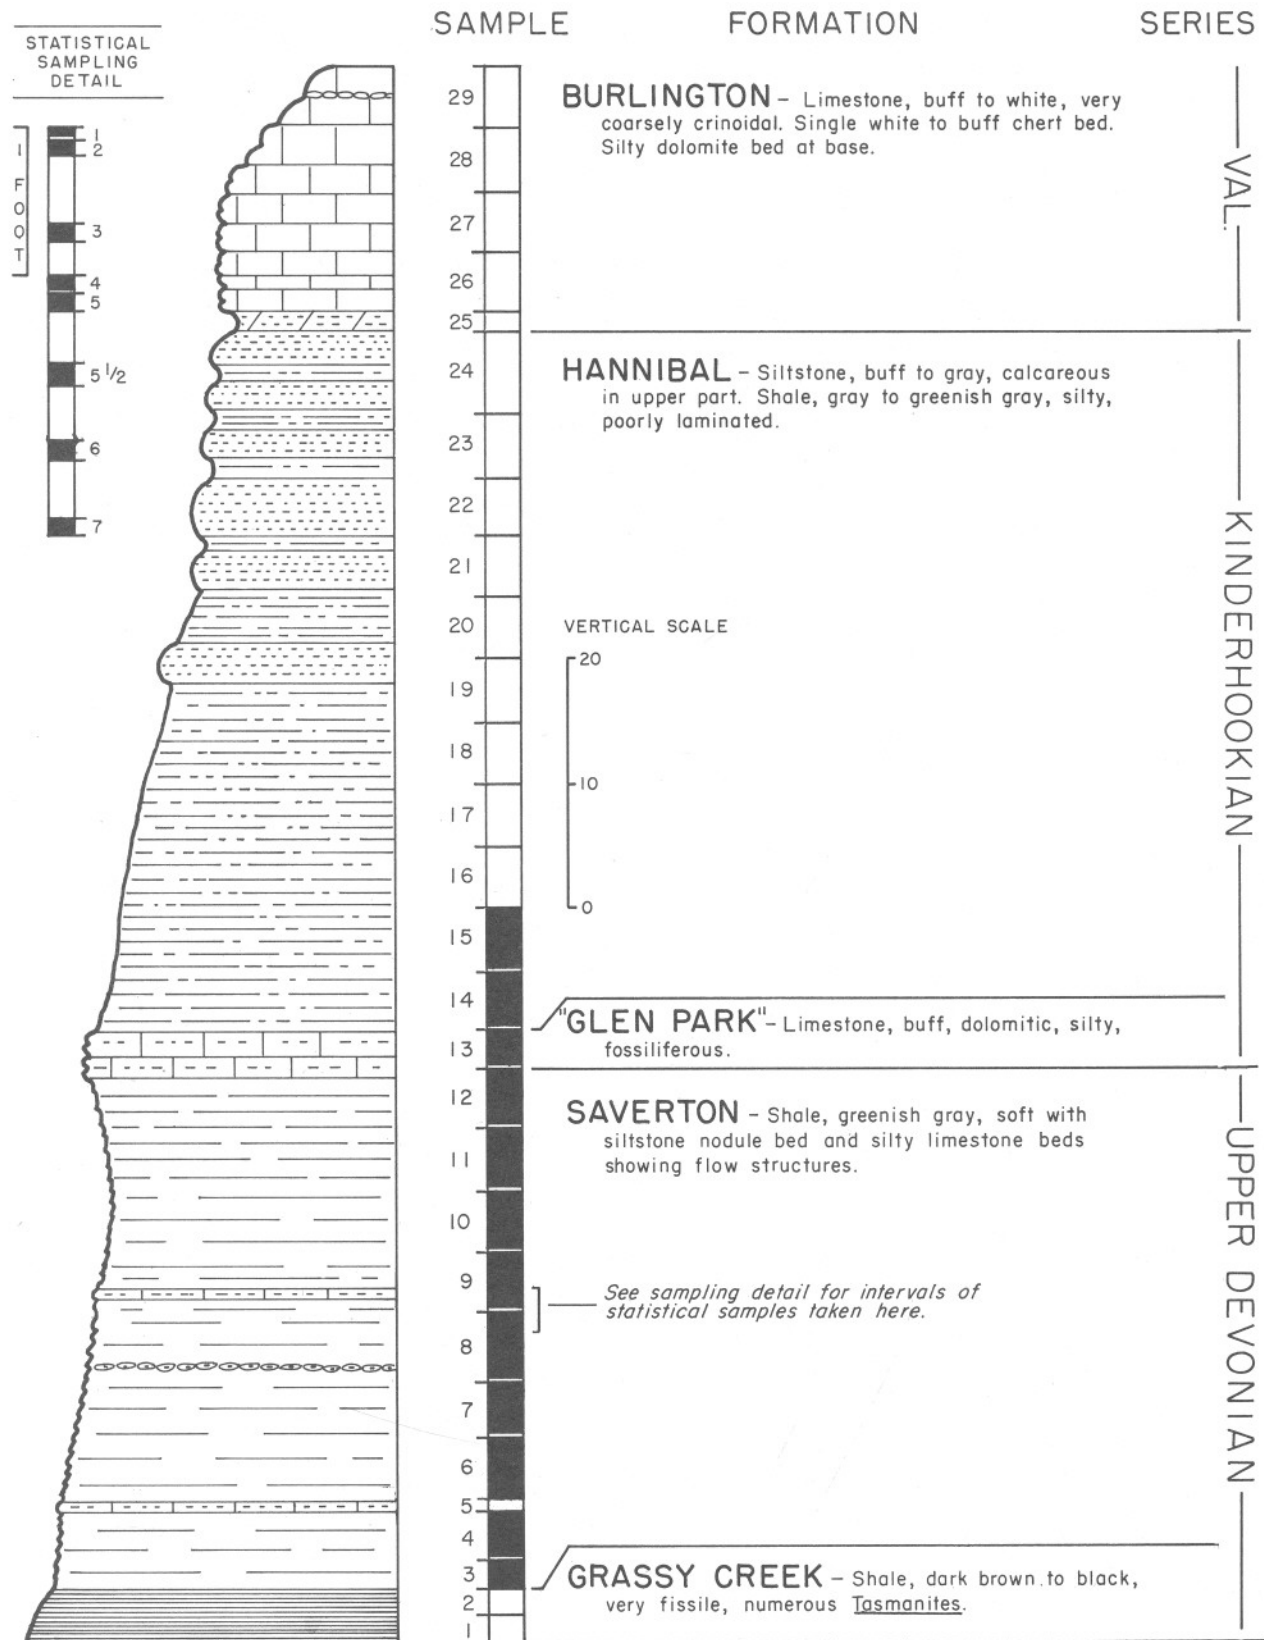 SAMPLE FORMATION SERIES
STATISTICAL
SAMPLING
DETAIL
1 FOOT
1
2
3
4
5
5 1/2
6
7
29
28
27
26
25
24
23
22
21
20
19
18
17
16
15
14
13
12
11
10
9
8
7
6
5
4
3
2
1
BURLINGTON – Limestone, buff to white, very
coarsely crinoidal. Single white to buff chert bed.
Silty dolomite bed at base.
HANNIBAL – Siltstone, buff to gray, calcareous
in upper part. Shale, gray to greenish gray, silty,
poorly laminated.
VERTICAL SCALE
20
10
0
"GLEN PARK" – Limestone, buff, dolomitic, silty,
fossiliferous.
SAVERTON – Shale, greenish gray, soft with
siltstone nodule bed and silty limestone beds
showing flow structures.
See sampling detail for intervals of
statistical samples taken here.
GRASSY CREEK – Shale, dark brown to black,
very fissile, numerous Tasmanites.
VAL.
KINDERHOOKIAN
UPPER DEVONIAN